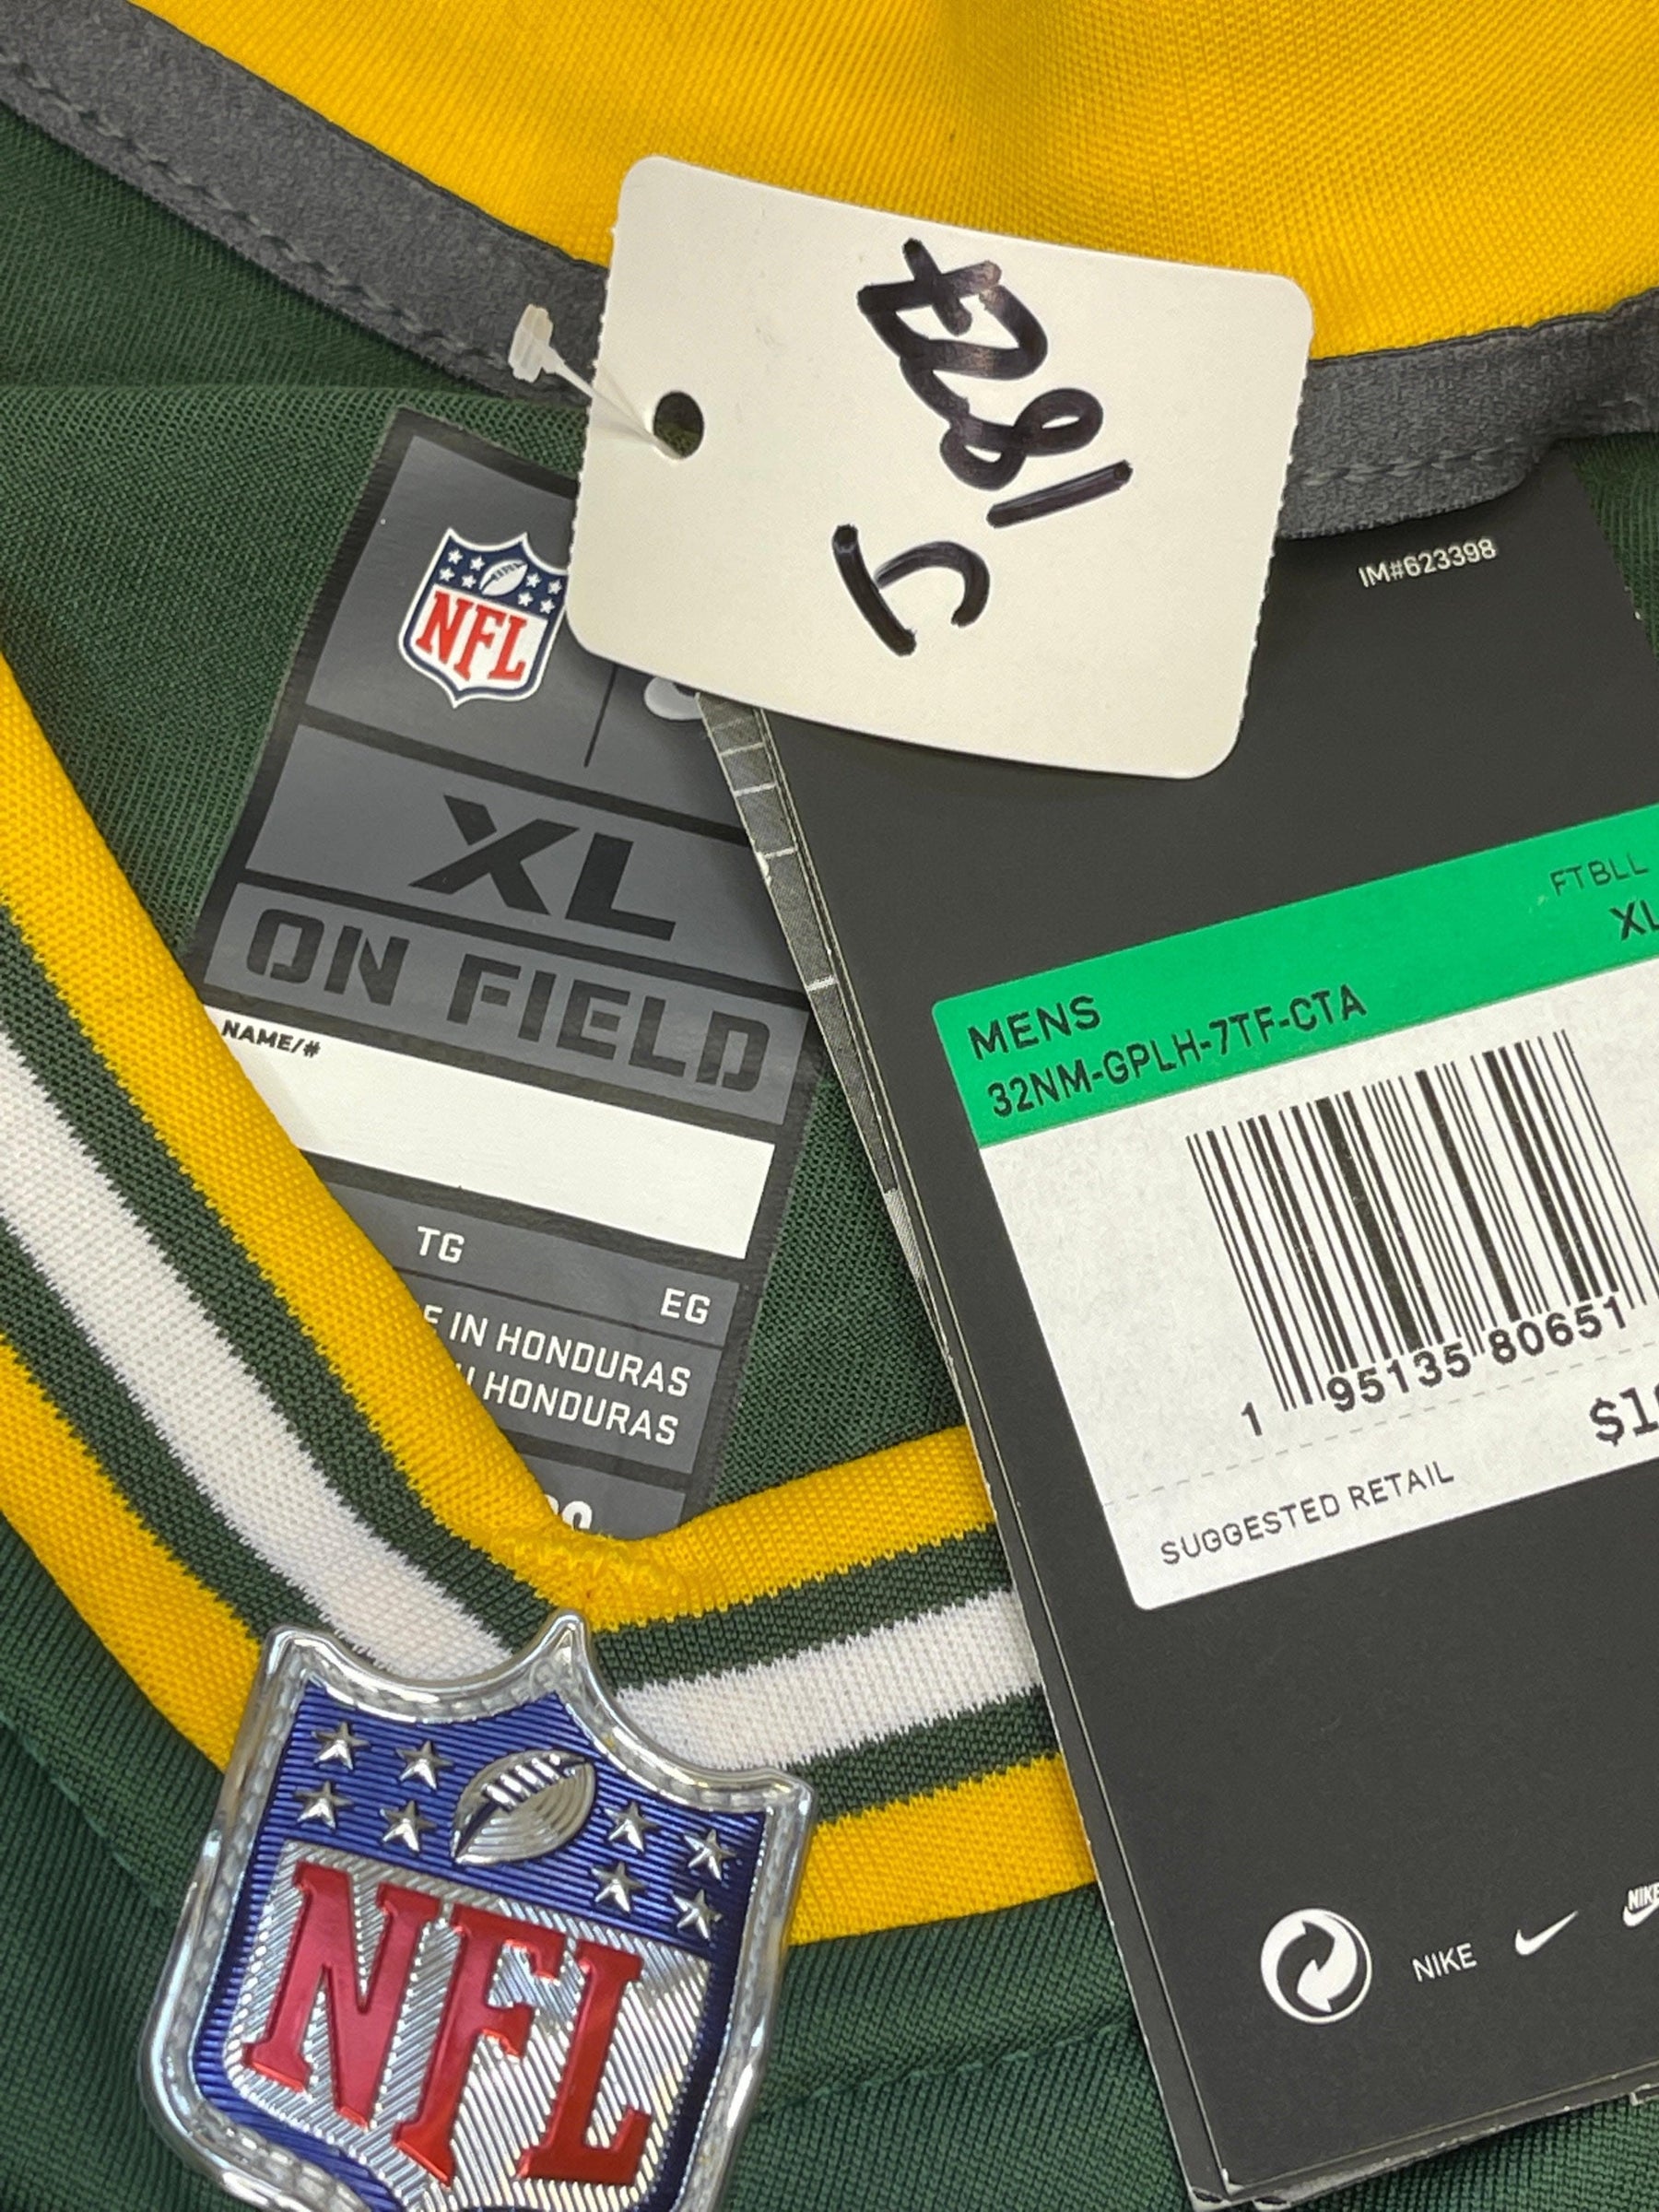 IM#623398
NFL
XL
ON FIELD
NAME/#
TG EG
IN HONDURAS
HONDURAS
FTBLL
XL
MENS
32NM-GPLH-7TF-CTA
1 95135 80651
SUGGESTED RETAIL
NIKE
NFL